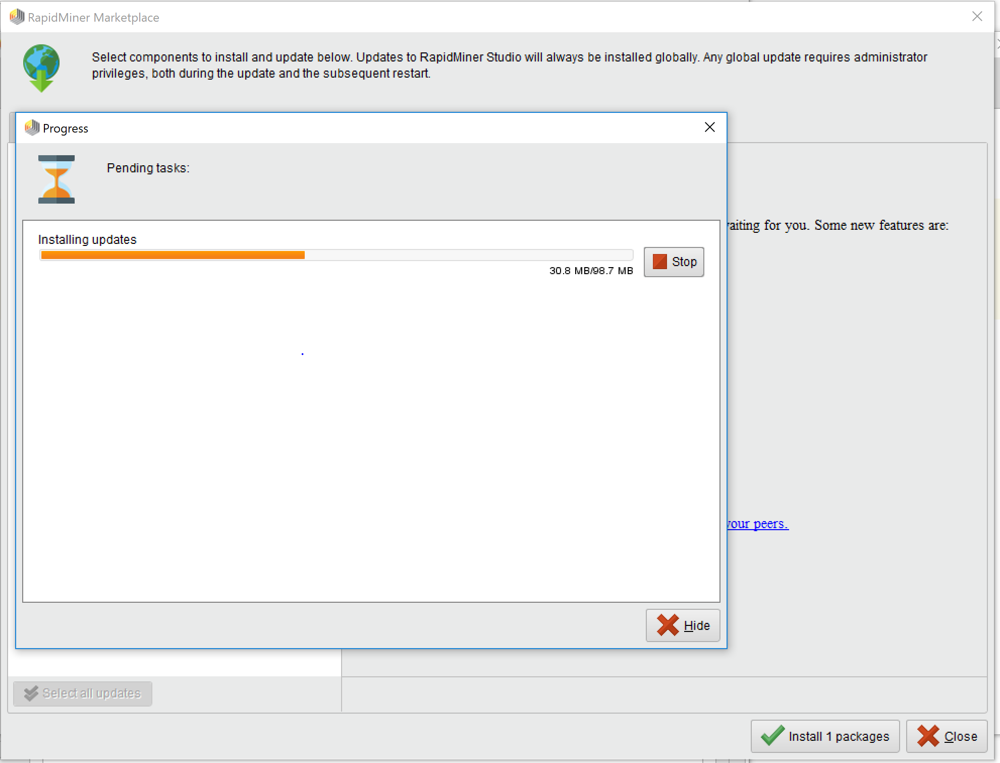 RapidMiner Marketplace
Select components to install and update below. Updates to RapidMiner Studio will always be installed globally. Any global update requires administrator
privileges, both during the update and the subsequent restart.
Progress
Pending tasks:
Installing updates
30.8 MB/98.7 MB
Stop
for you. Some new features are:
your peers.
Hide
Select all updates
Install 1 packages
Close